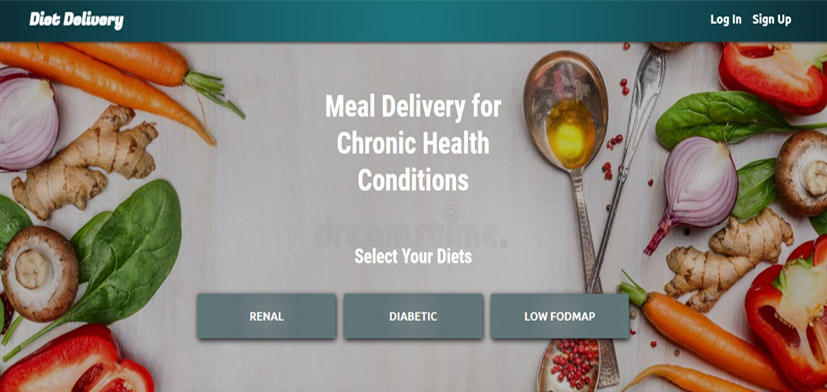 Diet Delivery
Log In Sign Up
Meal Delivery for
Chronic Health
Conditions
dreamstime.
Select Your Diets
RENAL DIABETIC LOW FODMAP